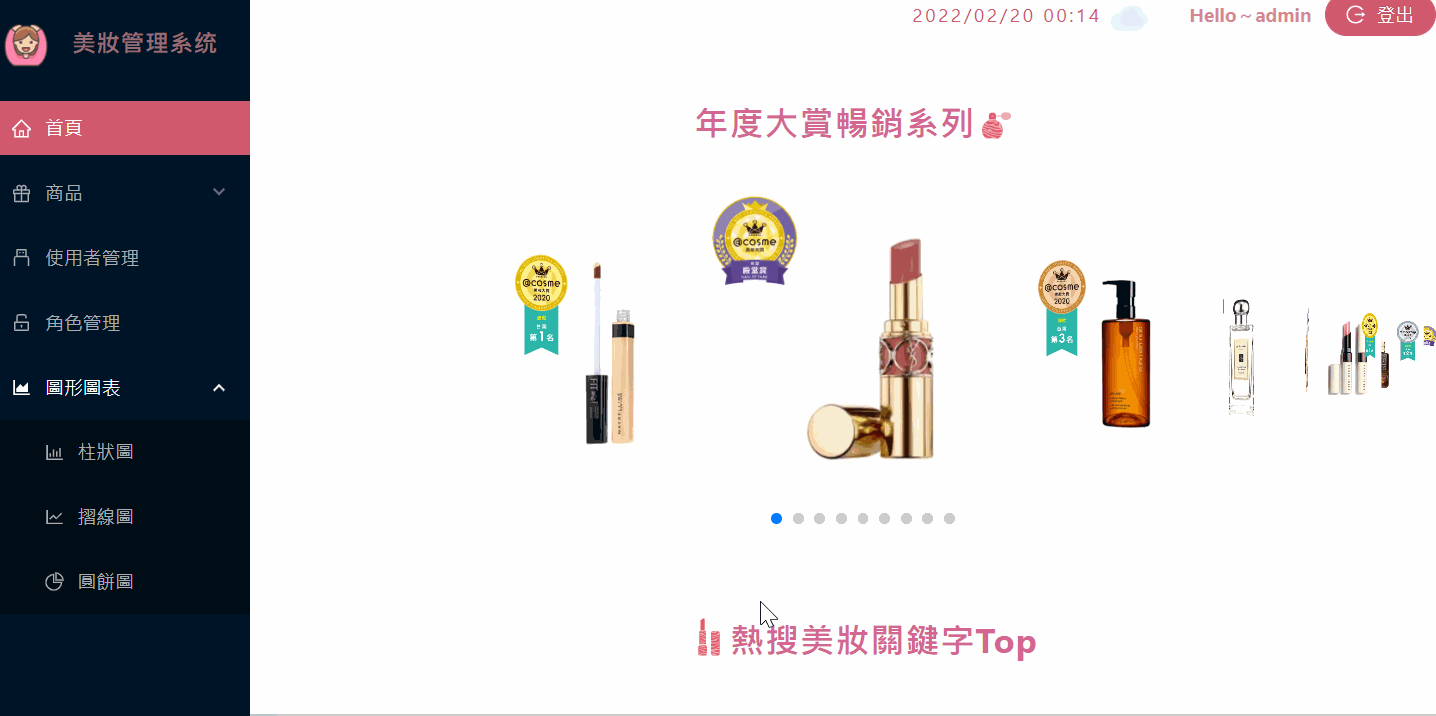 美妝管理系统
2022/02/20 00:14
Hello~admin
登出
首頁
商品
使用者管理
角色管理
圖形圖表
柱狀圖
摺線圖
圓餅圖
年度大賞暢銷系列
@cosme
2020
第1名
@cosme
殿堂賞
@cosme
2020
第3名
熱搜美妝關鍵字Top